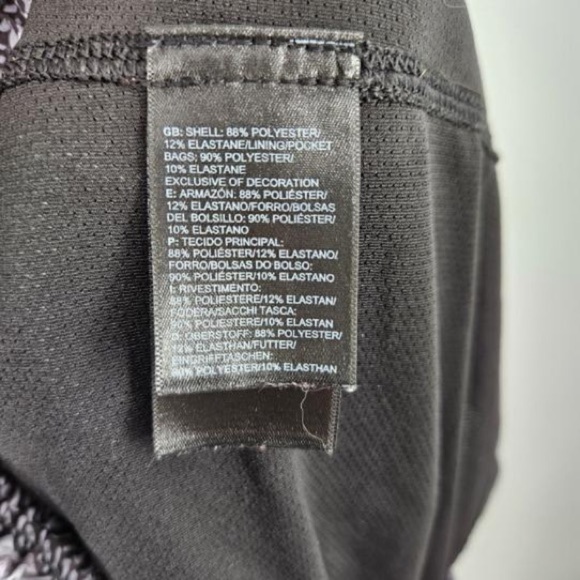 GB: SHELL: 88% POLYESTER/
12% ELASTANE/LINING/POCKET
BAGS: 90% POLYESTER/
10% ELASTANE
EXCLUSIVE OF DECORATION
E: ARMAZÓN: 88% POLIÉSTER/
12% ELASTANO/FORRO/BOLSAS
DEL BOLSILLO: 90% POLIÉSTER/
10% ELASTANO
P: TECIDO PRINCIPAL:
88% POLIÉSTER/12% ELASTANO/
FORRO/BOLSAS DO BOLSO:
90% POLIÉSTER/10% ELASTANO
I: RIVESTIMENTO:
88% POLIESTERE/12% ELASTAN/
FODERA/SACCHI TASCA:
90% POLIESTERE/10% ELASTAN
D: OBERSTOFF: 88% POLYESTER/
12% ELASTHAN/FUTTER/
EINGRIFFTASCHEN:
90% POLYESTER/10% ELASTHAN